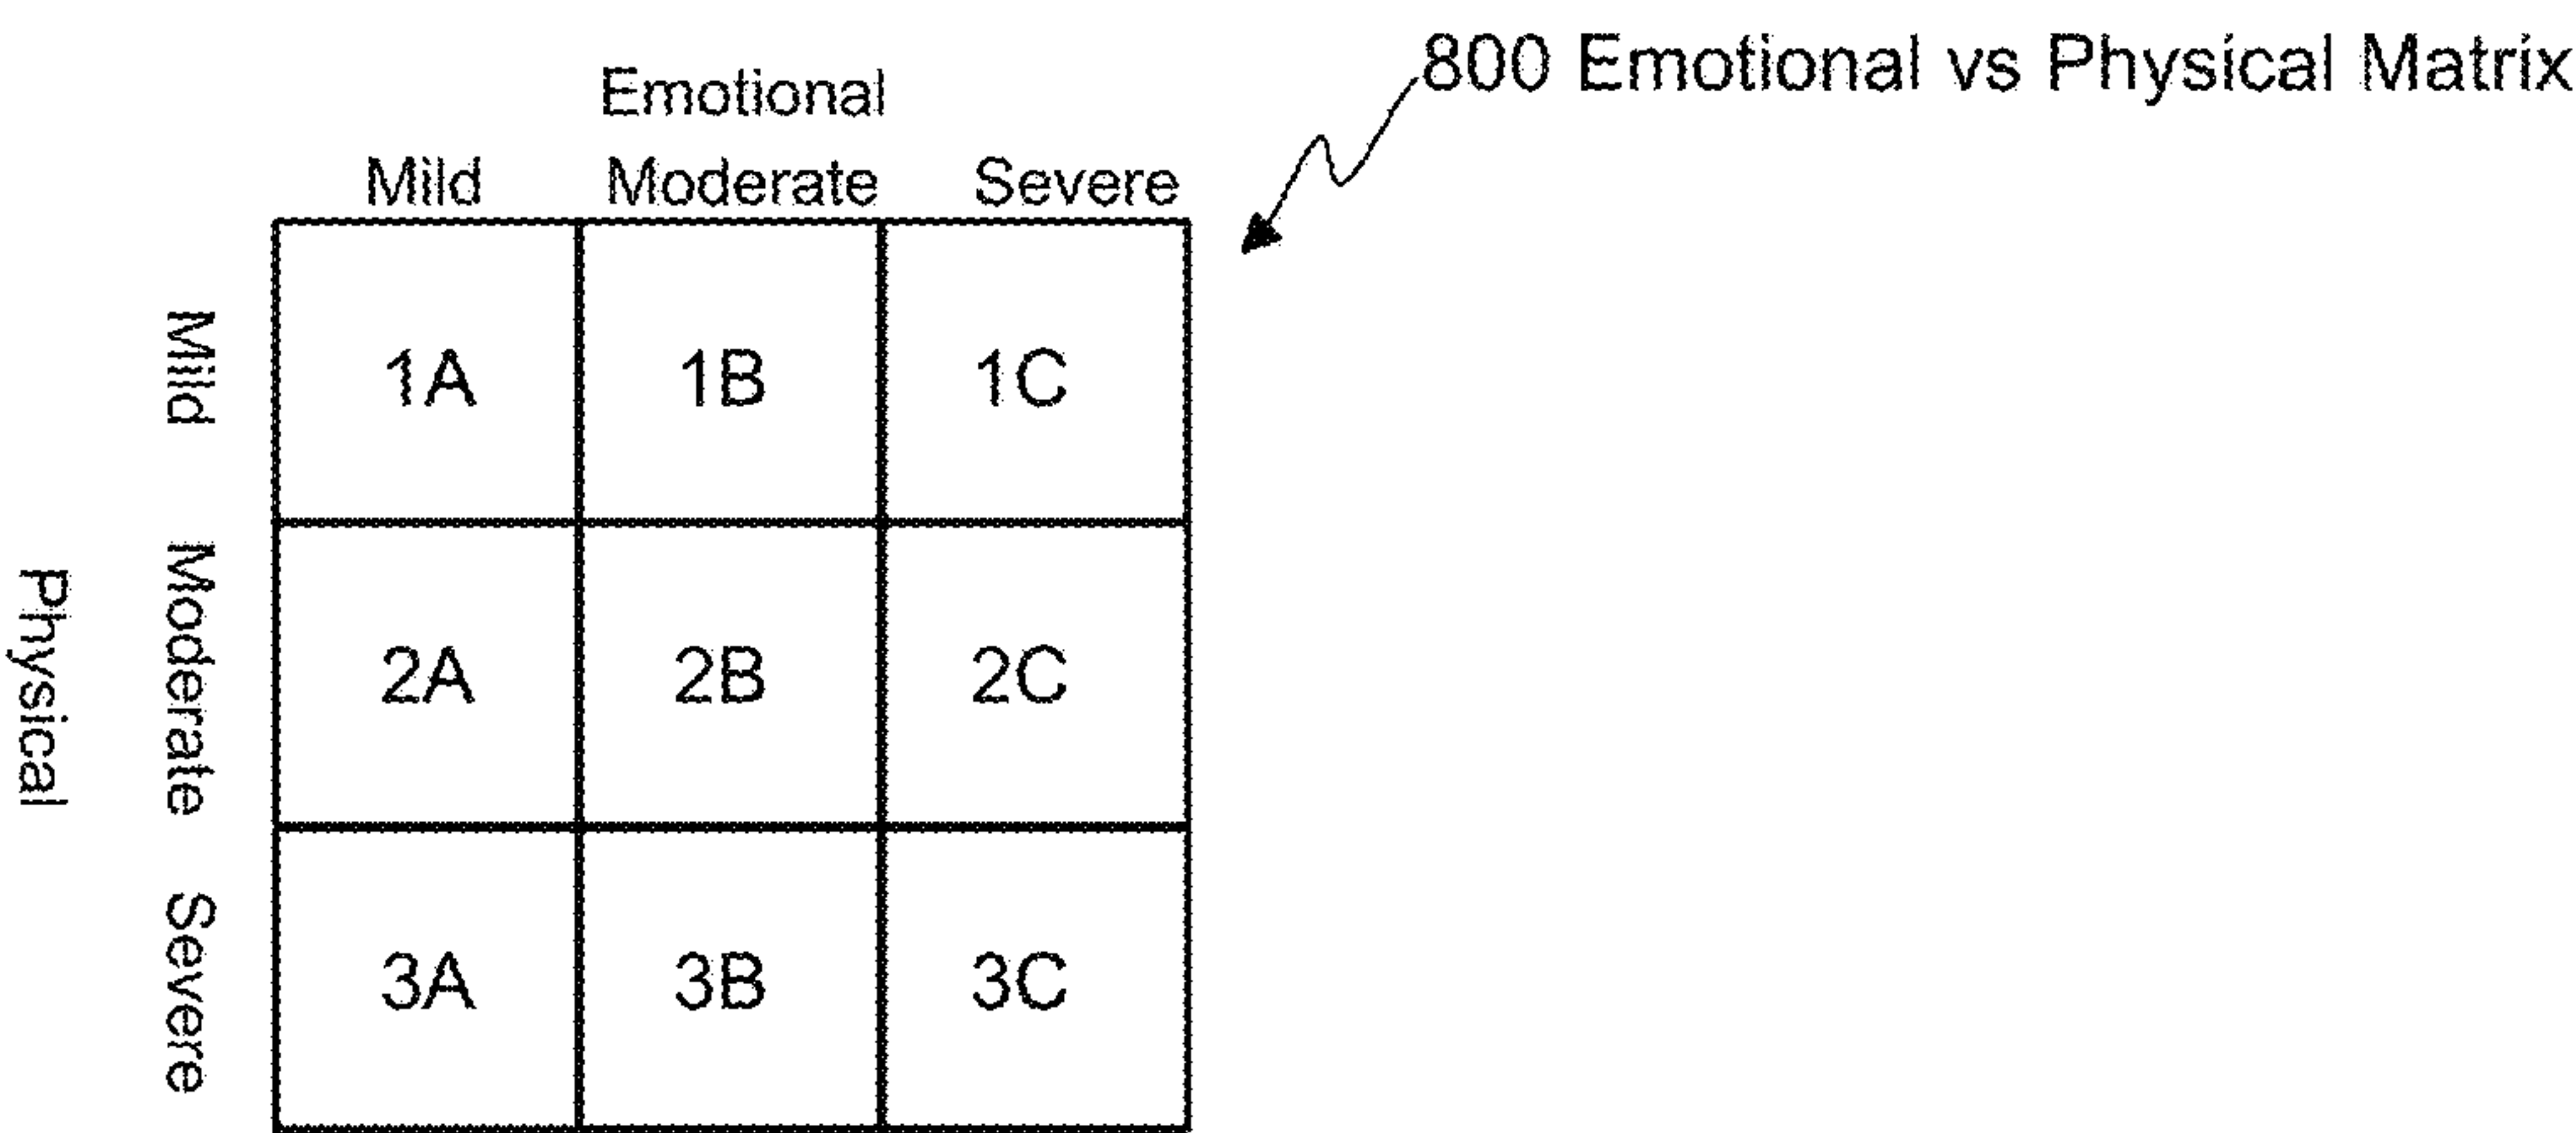 800 Emotional vs Physical Matrix
Emotional
Mild Moderate Severe
Physical
Mild Moderate Severe
1A 1B 1C
2A 2B 2C
3A 3B 3C